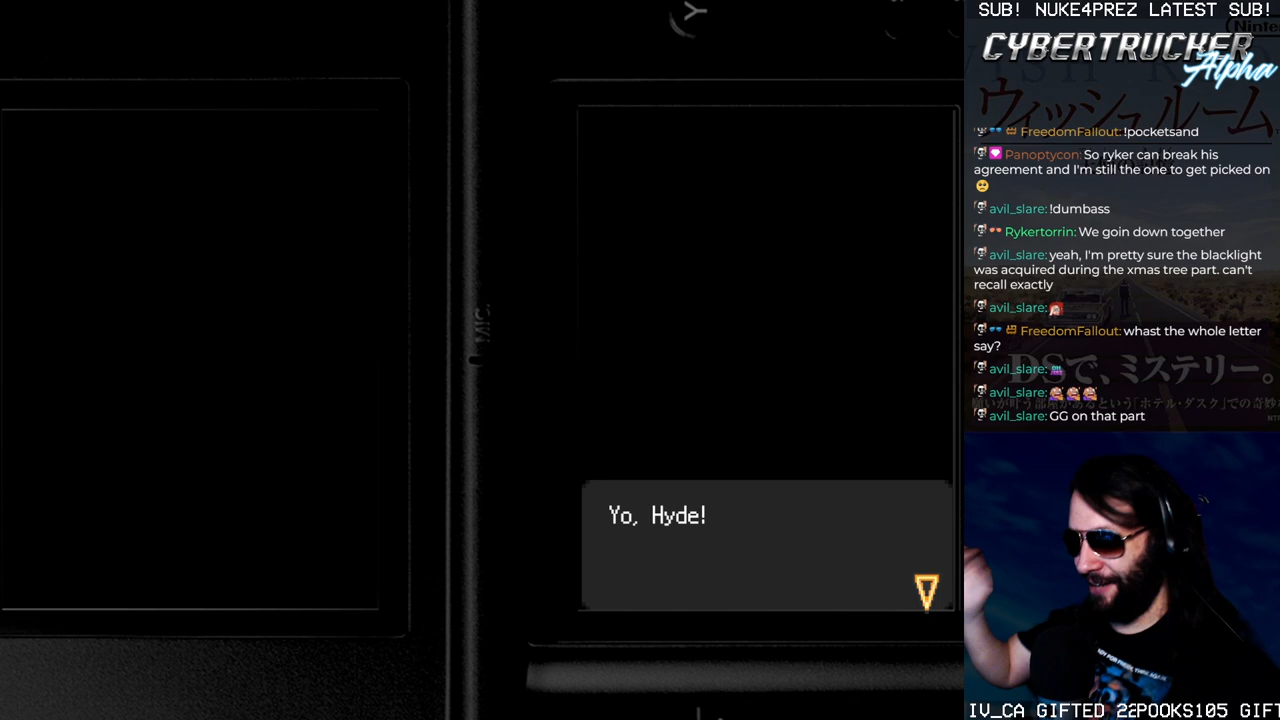 SUB! NUKE4PREZ LATEST SUB!
CYBERTRUCKER
Alpha
ウィッシュルーム
FreedomFallout: !pocketsand
Panoptycon: So ryker can break his
agreement and I'm still the one to get picked on
avil_slare: !dumbass
Rykertorrin: We goin down together
avil_slare: yeah, I'm pretty sure the blacklight
was acquired during the xmas tree part. can't
recall exactly
avil_slare:
FreedomFallout: whast the whole letter
say?
avil_slare:
DSで、ミステリー。
avil_slare:
avil_slare: GG on that part
Y
MIC.
Yo, Hyde!
IV_CA GIFTED 22POOKS105 GIFT